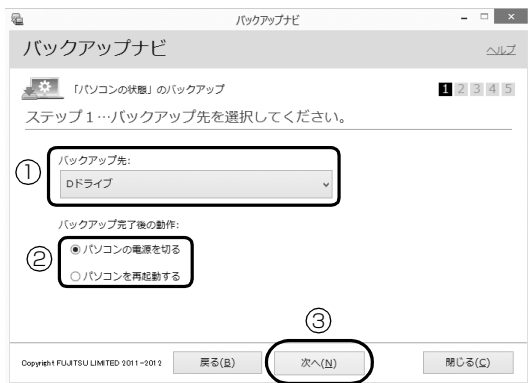 バックアップナビ
バックアップナビ
ヘルプ
「パソコンの状態」のバックアップ
1 2 3 4 5
ステップ1…バックアップ先を選択してください。
① バックアップ先:
Dドライブ
バックアップ完了後の動作:
② パソコンの電源を切る
パソコンを再起動する
③
Copyright FUJITSU LIMITED 2011-2012 戻る(B) 次へ(N) 閉じる(C)